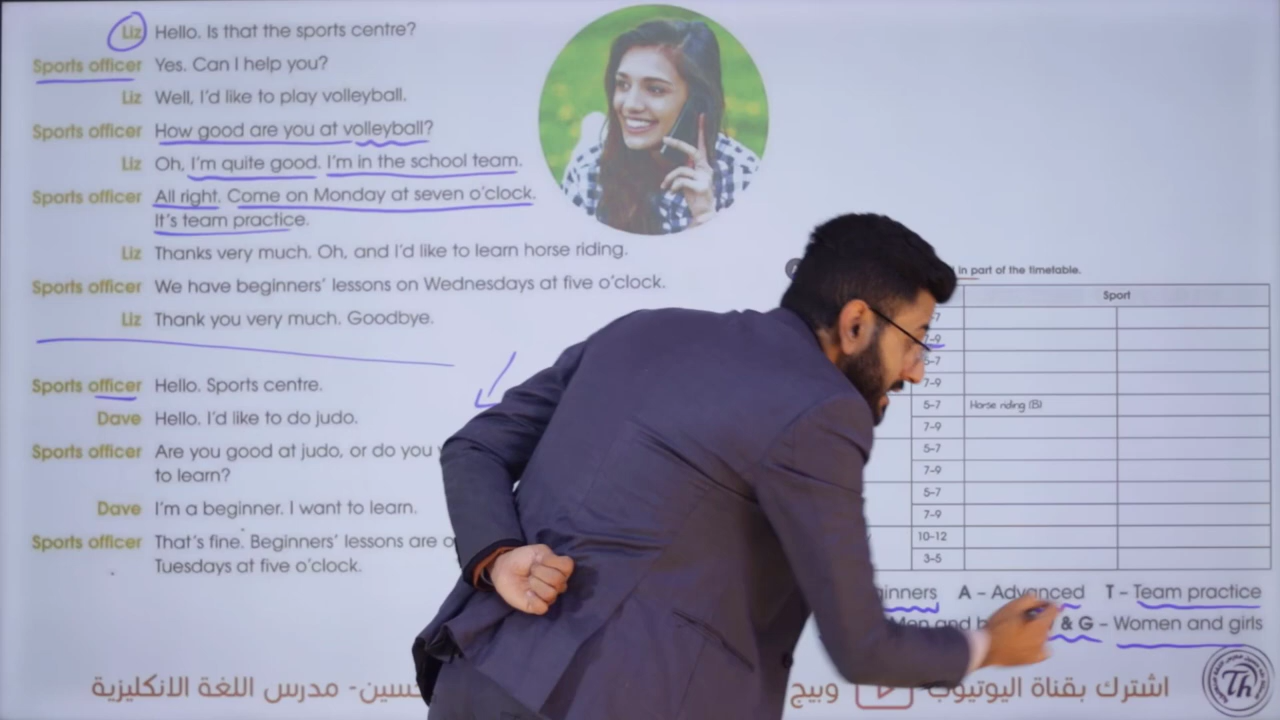 Liz Hello. Is that the sports centre?
Sports officer Yes. Can I help you?
Liz Well, I'd like to play volleyball.
Sports officer How good are you at volleyball?
Liz Oh, I'm quite good. I'm in the school team.
Sports officer All right. Come on Monday at seven o'clock.
It's team practice.
Liz Thanks very much. Oh, and I'd like to learn horse riding.
Sports officer We have beginners' lessons on Wednesdays at five o'clock.
Liz Thank you very much. Goodbye.
Sports officer Hello. Sports centre.
Dave Hello. I'd like to do judo.
Sports officer Are you good at judo, or do you
to learn?
Dave I'm a beginner. I want to learn.
Sports officer That's fine. Beginners' lessons are
Tuesdays at five o'clock.
in part of the timetable.
Sport
7-9
7-9
5-7 Horse riding (B)
7-9
5-7
7-9
5-7
7-9
10-12
3-5
A – Advanced T – Team practice
Men and & G – Women and girls
اشترك بقناة اليوتيوب وبيج - مدرس اللغة الانكليزية
Th